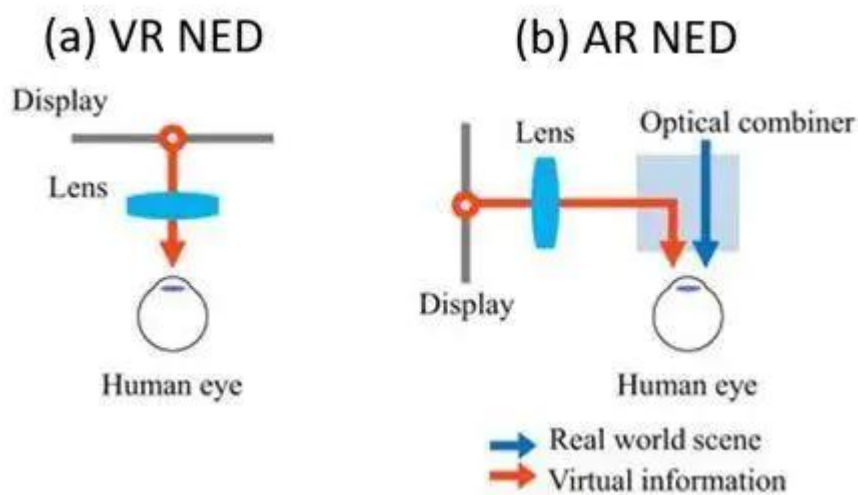 (a) VR NED
Display
Lens
Human eye
(b) AR NED
Optical combiner
Lens
Display
Human eye
Real world scene
Virtual information